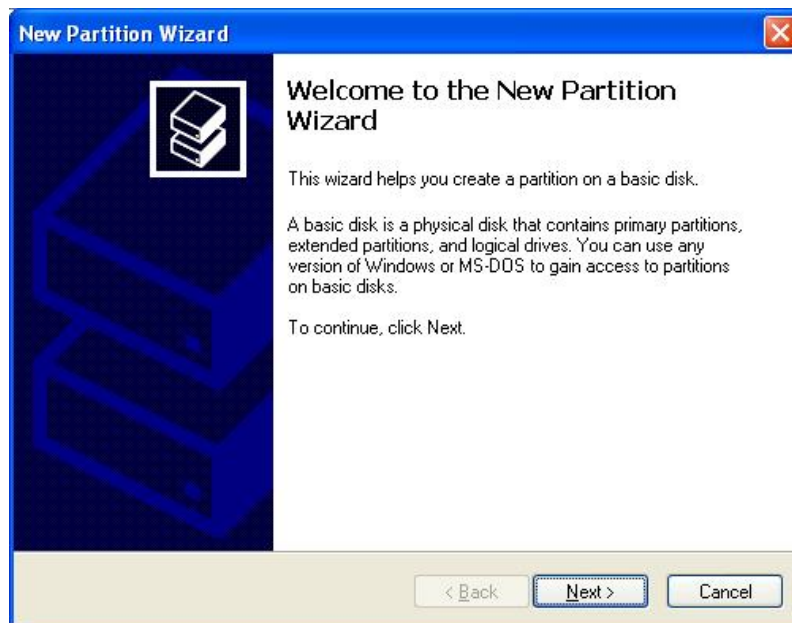 New Partition Wizard
Welcome to the New Partition
Wizard
This wizard helps you create a partition on a basic disk.
A basic disk is a physical disk that contains primary partitions,
extended partitions, and logical drives. You can use any
version of Windows or MS-DOS to gain access to partitions
on basic disks.
To continue, click Next.
< Back
Next >
Cancel